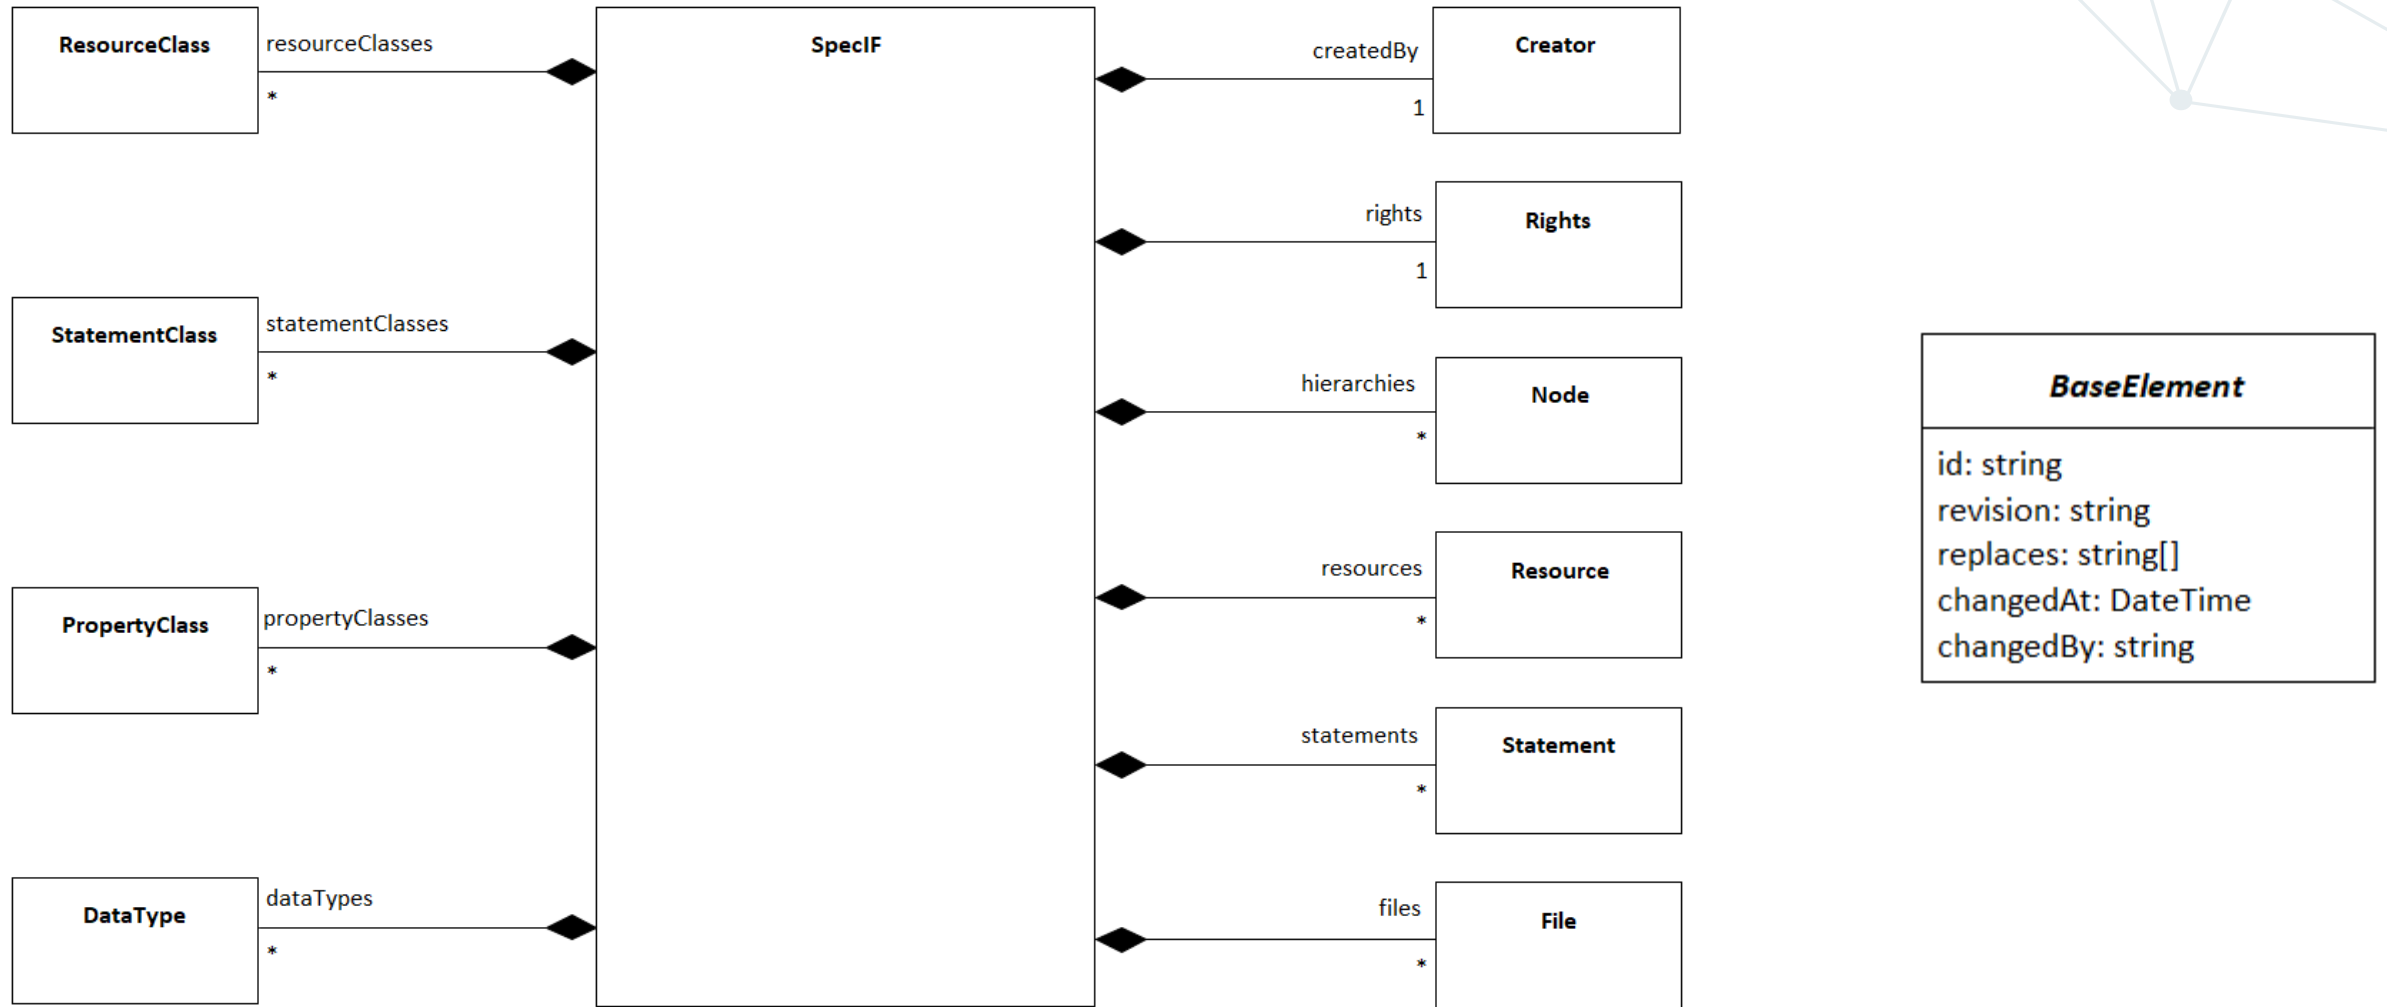 ResourceClass
resourceClasses
*
StatementClass
statementClasses
*
PropertyClass
propertyClasses
*
DataType
dataTypes
*
SpecIF
createdBy
1
Creator
rights
1
Rights
hierarchies
*
Node
resources
*
Resource
statements
*
Statement
files
*
File
BaseElement
id: string
revision: string
replaces: string[]
changedAt: DateTime
changedBy: string